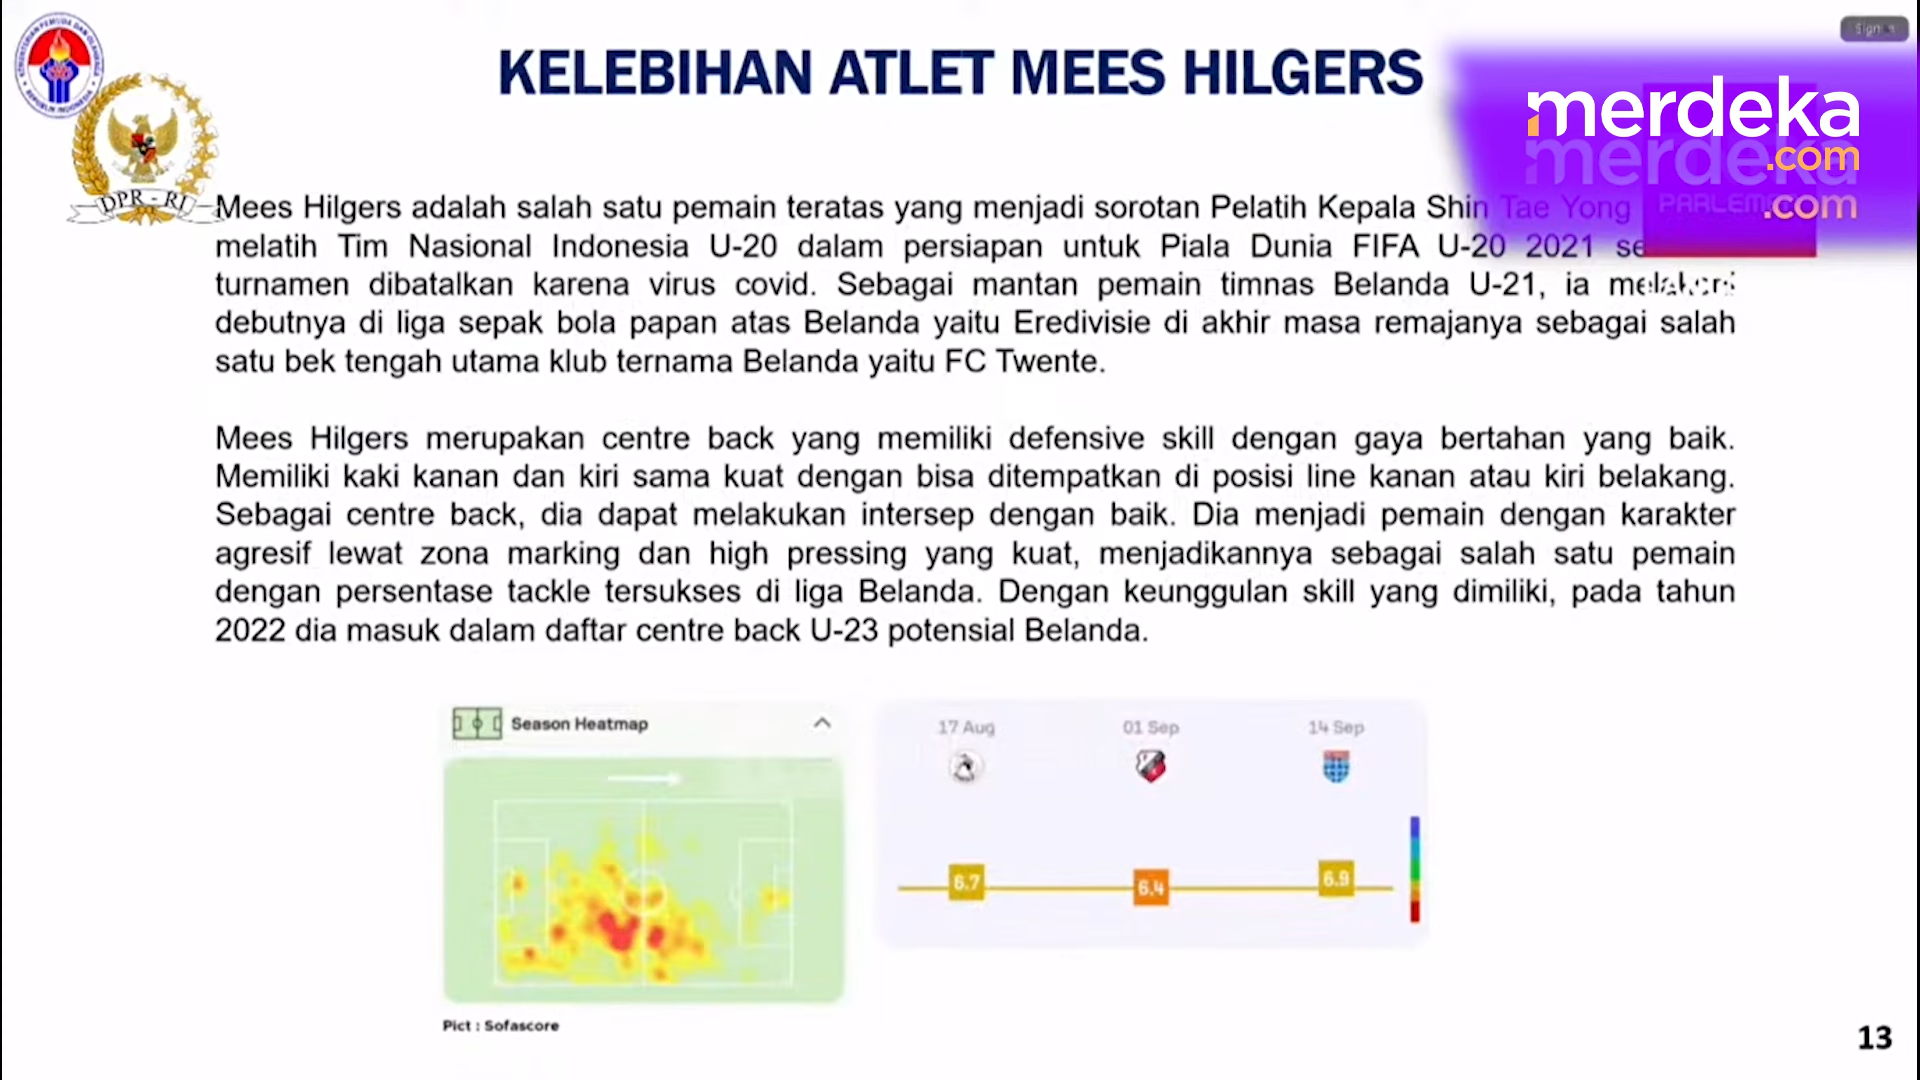 KELEBIHAN ATLET MEES HILGERS
merdeka
.com
merdeka
.com
DPR - RI
Mees Hilgers adalah salah satu pemain teratas yang menjadi sorotan Pelatih Kepala Shin Tae Yong
melatih Tim Nasional Indonesia U-20 dalam persiapan untuk Piala Dunia FIFA U-20 2021
turnamen dibatalkan karena virus covid. Sebagai mantan pemain timnas Belanda U-21, ia
debutnya di liga sepak bola papan atas Belanda yaitu Eredivisie di akhir masa remajanya sebagai salah
satu bek tengah utama klub ternama Belanda yaitu FC Twente.
Mees Hilgers merupakan centre back yang memiliki defensive skill dengan gaya bertahan yang baik.
Memiliki kaki kanan dan kiri sama kuat dengan bisa ditempatkan di posisi line kanan atau kiri belakang.
Sebagai centre back, dia dapat melakukan intersep dengan baik. Dia menjadi pemain dengan karakter
agresif lewat zona marking dan high pressing yang kuat, menjadikannya sebagai salah satu pemain
dengan persentase tackle tersukses di liga Belanda. Dengan keunggulan skill yang dimiliki, pada tahun
2022 dia masuk dalam daftar centre back U-23 potensial Belanda.
Season Heatmap
17 Aug 01 Sep 14 Sep
6.7 6.4 6.9
Pict : Sofascore
13